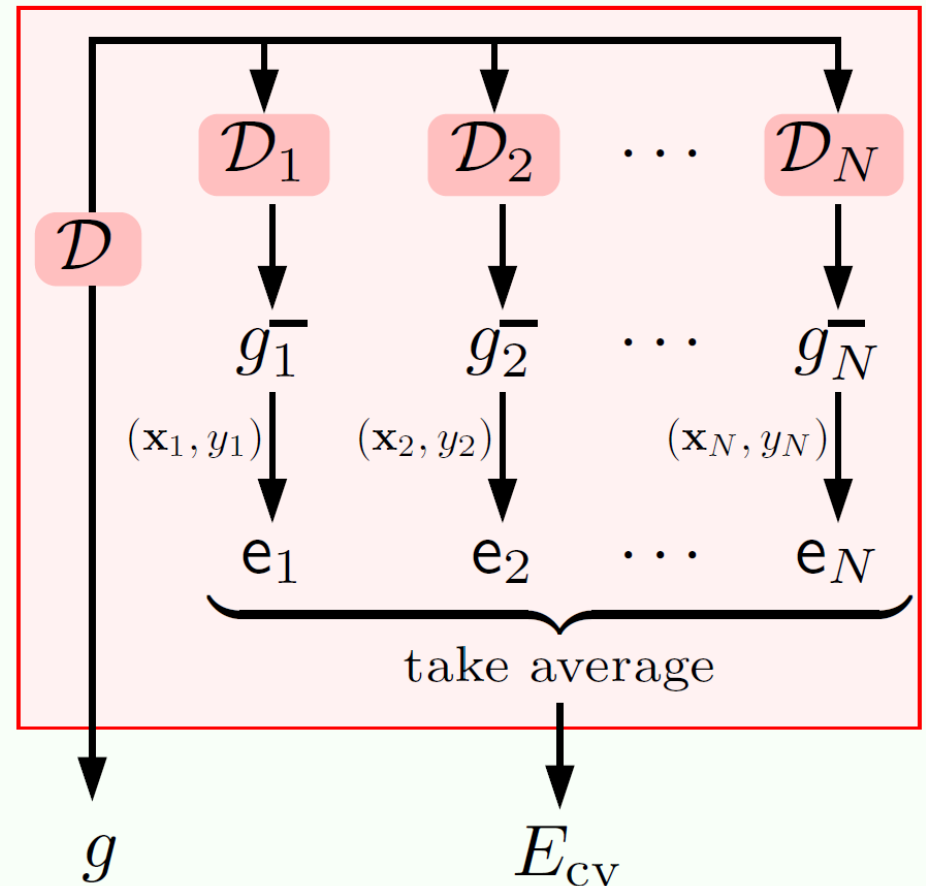 𝒟₁ 𝒟₂ ··· 𝒟_N
𝒟
g₁⁻ g₂⁻ ··· g_N⁻
(𝐱₁, y₁) (𝐱₂, y₂) (𝐱_N, y_N)
e₁ e₂ ··· e_N
take average
g E_cv